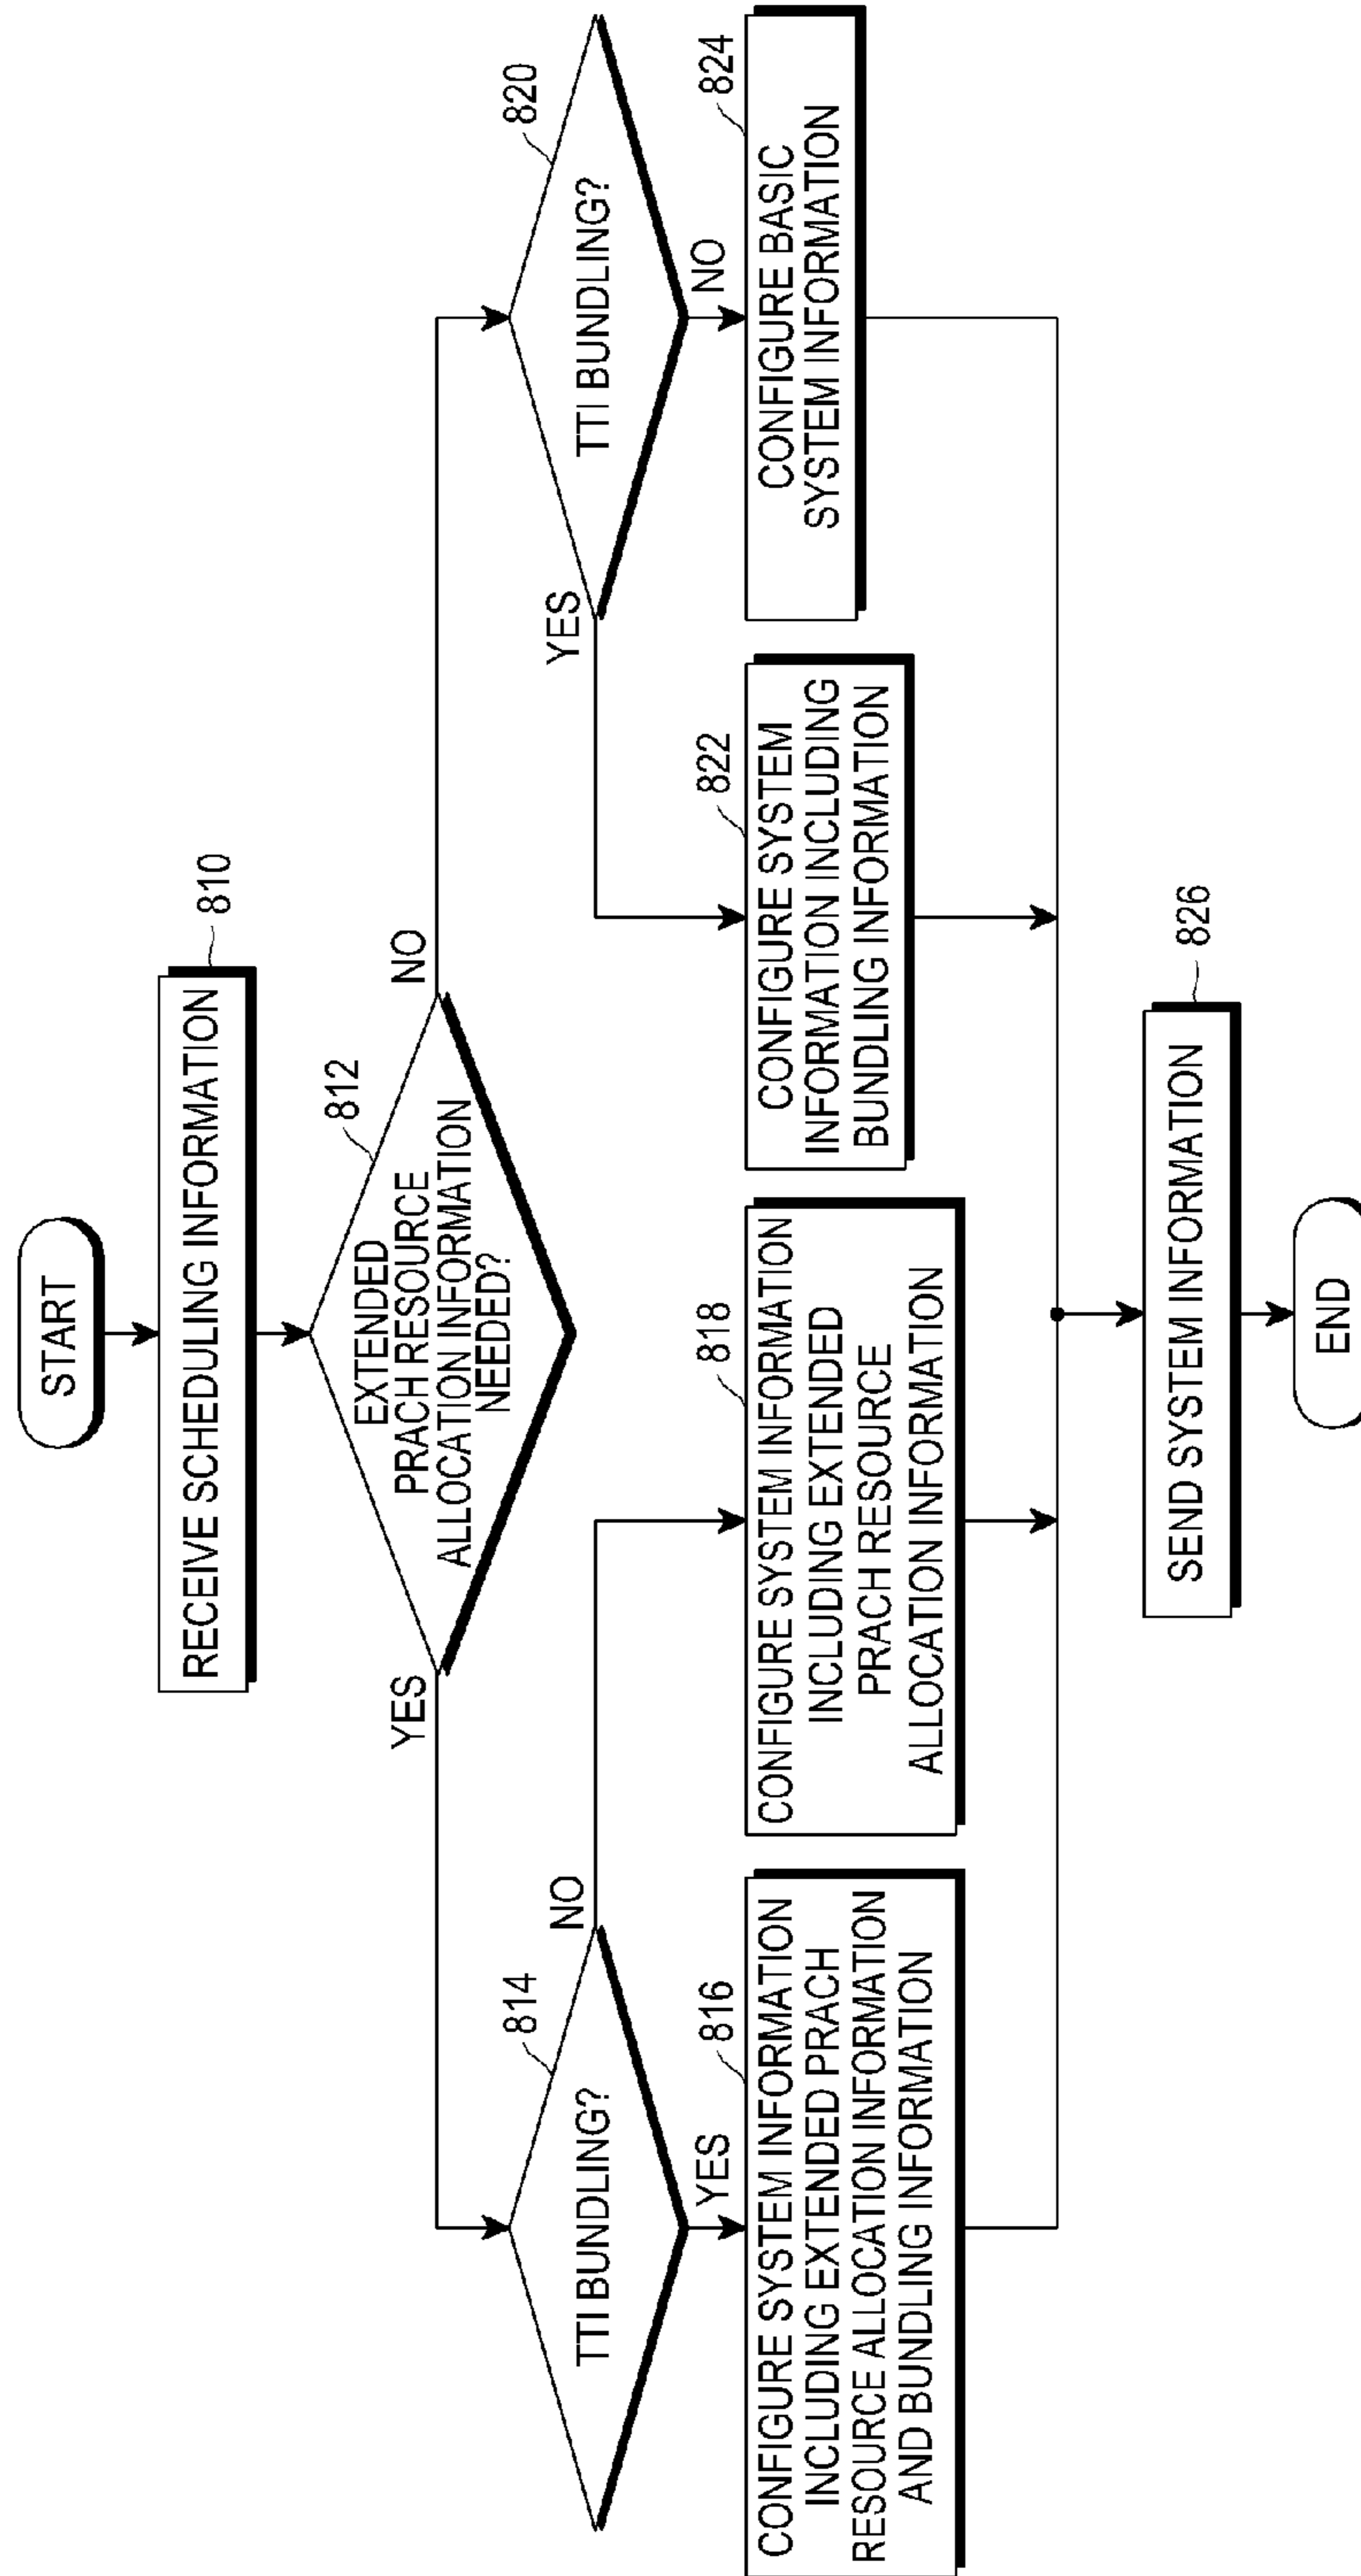 START
RECEIVE SCHEDULING INFORMATION
810
EXTENDED
PRACH RESOURCE
ALLOCATION INFORMATION
NEEDED?
812
YES
NO
TTI BUNDLING?
814
NO
YES
TTI BUNDLING?
820
YES
NO
CONFIGURE SYSTEM INFORMATION
INCLUDING EXTENDED PRACH
RESOURCE ALLOCATION INFORMATION
AND BUNDLING INFORMATION
816
CONFIGURE SYSTEM INFORMATION
INCLUDING EXTENDED
PRACH RESOURCE
ALLOCATION INFORMATION
818
CONFIGURE SYSTEM
INFORMATION INCLUDING
BUNDLING INFORMATION
822
CONFIGURE BASIC
SYSTEM INFORMATION
824
SEND SYSTEM INFORMATION
826
END